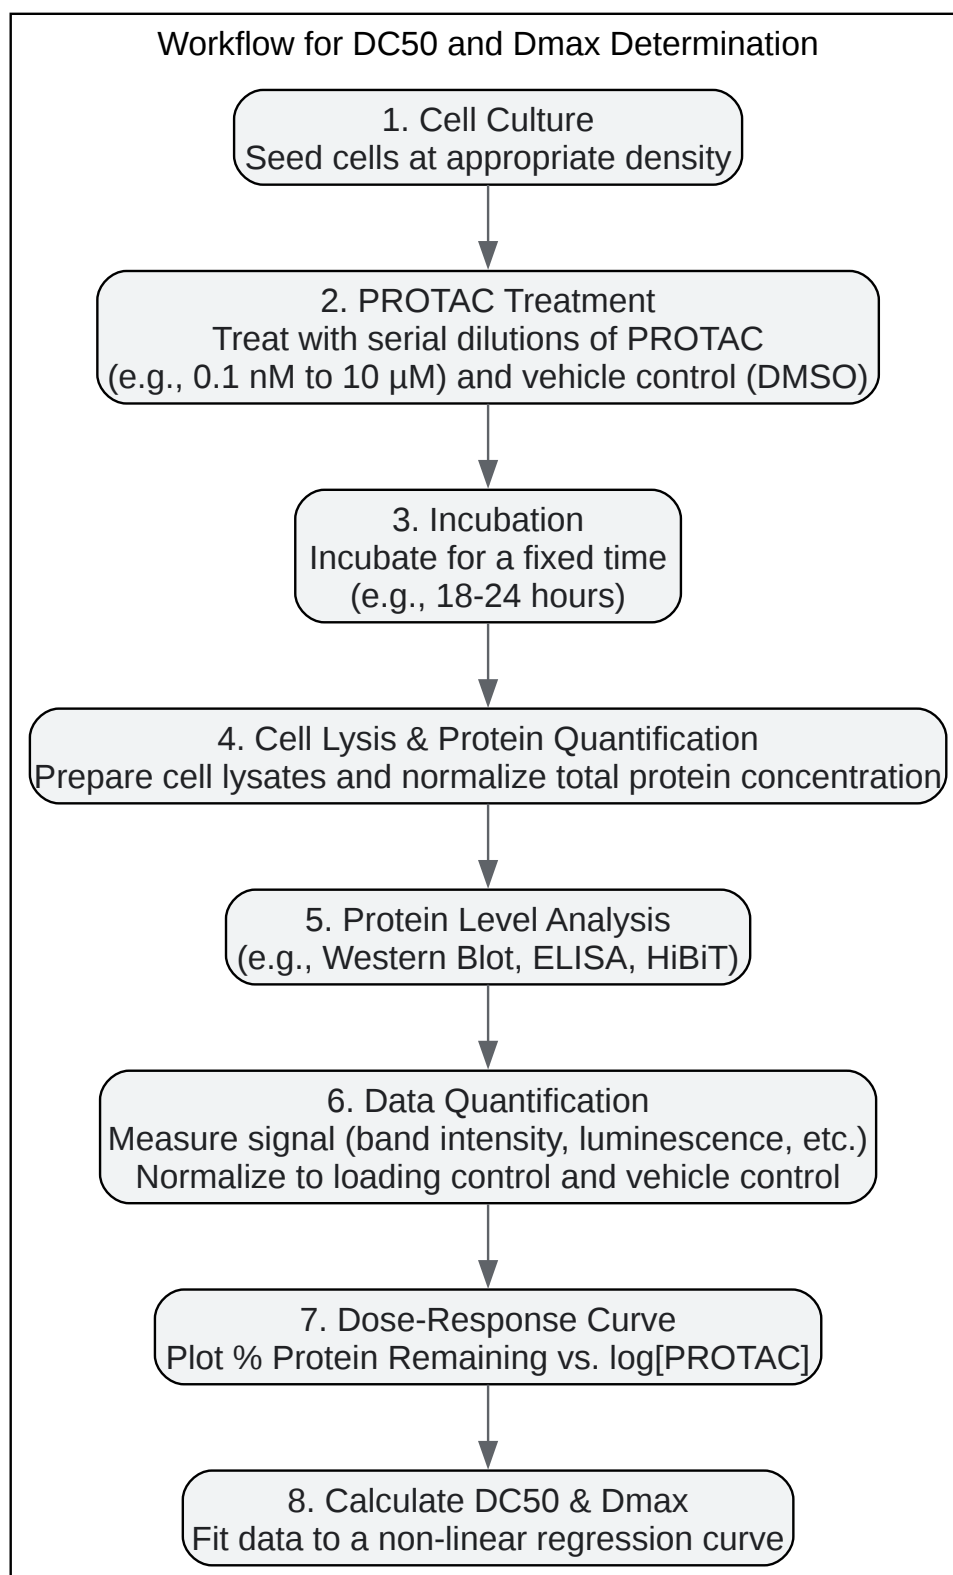 Workflow for DC50 and Dmax Determination
1. Cell Culture
Seed cells at appropriate density
2. PROTAC Treatment
Treat with serial dilutions of PROTAC
(e.g., 0.1 nM to 10 µM) and vehicle control (DMSO)
3. Incubation
Incubate for a fixed time
(e.g., 18-24 hours)
4. Cell Lysis & Protein Quantification
Prepare cell lysates and normalize total protein concentration
5. Protein Level Analysis
(e.g., Western Blot, ELISA, HiBiT)
6. Data Quantification
Measure signal (band intensity, luminescence, etc.)
Normalize to loading control and vehicle control
7. Dose-Response Curve
Plot % Protein Remaining vs. log[PROTAC]
8. Calculate DC50 & Dmax
Fit data to a non-linear regression curve